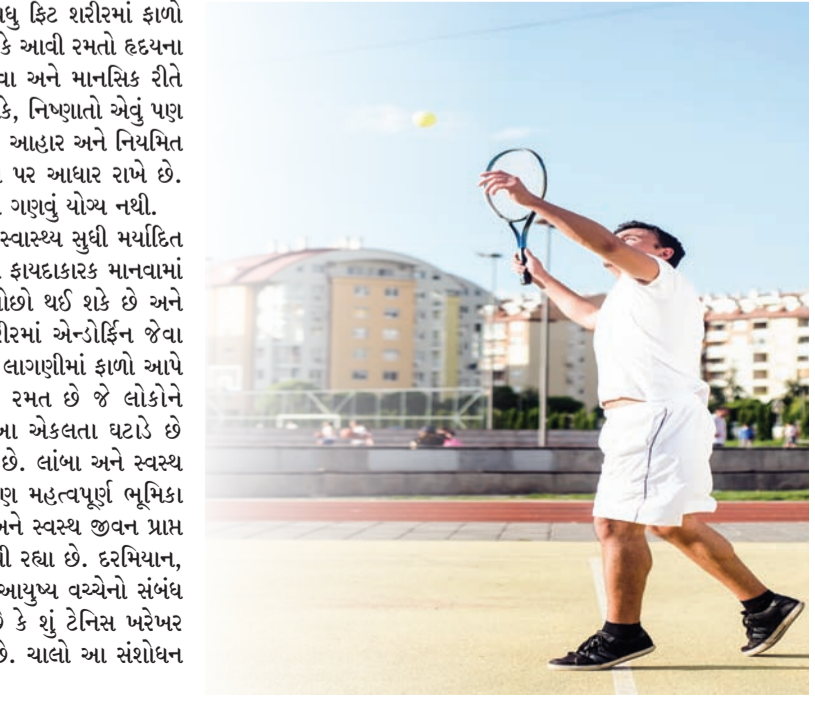 ધુ ફિટ શરીરમાં ફાળો
કે આવી રમતો હૃદયના
વા અને માનસિક રીતે
કે, નિષ્ણાતો એવું પણ
આહાર અને નિયમિત
પર આધાર રાખે છે.
ગણવું યોગ્ય નથી.
સ્વાસ્થ્ય સુધી મર્યાદિત
ફાયદાકારક માનવામાં
ઓછો થઈ શકે છે અને
રીરમાં એન્ડોર્ફિન જેવા
લાગણીમાં ફાળો આપે
રમત છે જે લોકોને
આ એકલતા ઘટાડે છે
છે. લાંબા અને સ્વસ્થ
ણ મહત્વપૂર્ણ ભૂમિકા
અને સ્વસ્થ જીવન પ્રાપ્ત
વી રહ્યા છે. દરમિયાન,
આયુષ્ય વચ્ચેનો સંબંધ
છે કે શું ટેનિસ ખરેખર
છે. ચાલો આ સંશોધન